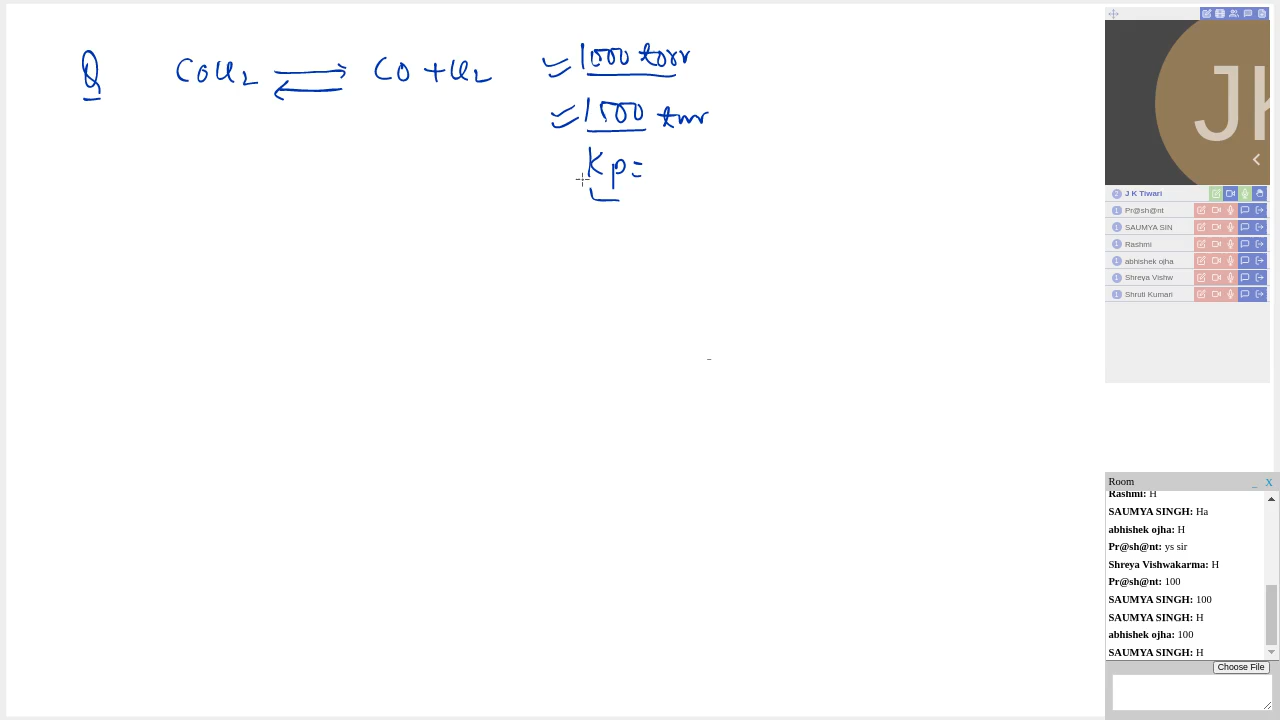 Q COCl2 ⇌ CO + Cl2 1000 torr
1500 torr
Kp =
JK
J K Tiwari
Pr@sh@nt
SAUMYA SIN
Rashmi
abhishek ojha
Shreya Vishw
Shruti Kumari
Room _ X
Rashmi: H
SAUMYA SINGH: Ha
abhishek ojha: H
Pr@sh@nt: ys sir
Shreya Vishwakarma: H
Pr@sh@nt: 100
SAUMYA SINGH: 100
SAUMYA SINGH: H
abhishek ojha: 100
SAUMYA SINGH: H
Choose File